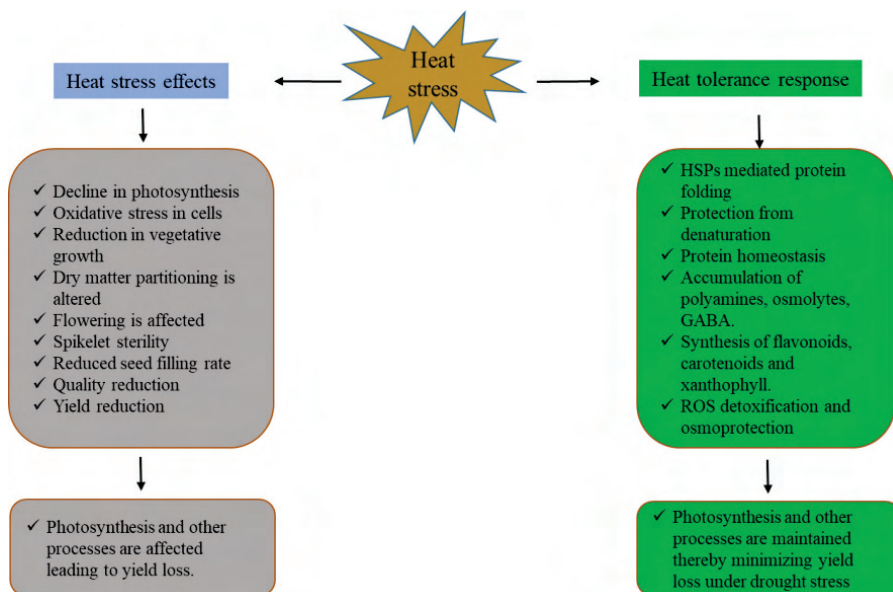 Heat
stress
Heat stress effects
Heat tolerance response
✓ Decline in photosynthesis
✓ Oxidative stress in cells
✓ Reduction in vegetative
growth
✓ Dry matter partitioning is
altered
✓ Flowering is affected
✓ Spikelet sterility
✓ Reduced seed filling rate
✓ Quality reduction
✓ Yield reduction
✓ HSPs mediated protein
folding
✓ Protection from
denaturation
✓ Protein homeostasis
✓ Accumulation of
polyamines, osmolytes,
GABA.
✓ Synthesis of flavonoids,
carotenoids and
xanthophyll.
✓ ROS detoxification and
osmoprotection
✓ Photosynthesis and other
processes are affected
leading to yield loss.
✓ Photosynthesis and other
processes are maintained
thereby minimizing yield
loss under drought stress